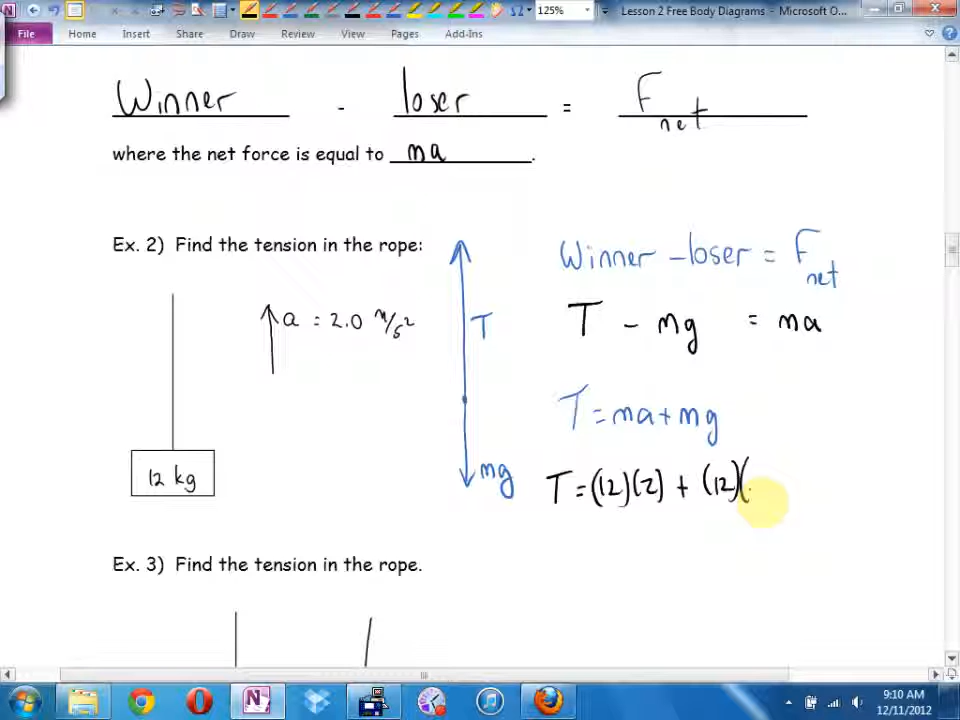 125%
Lesson 2 Free Body Diagrams - Microsoft O...
File Home Insert Share Draw Review View Pages Add-Ins
Winner - loser = Fnet
where the net force is equal to ma.
Ex. 2) Find the tension in the rope:
Winner - loser = Fnet
a = 2.0 m/s²
T
T - mg = ma
T = ma + mg
12 kg
mg
T = (12)(2) + (12)(
Ex. 3) Find the tension in the rope.
9:10 AM
12/11/2012